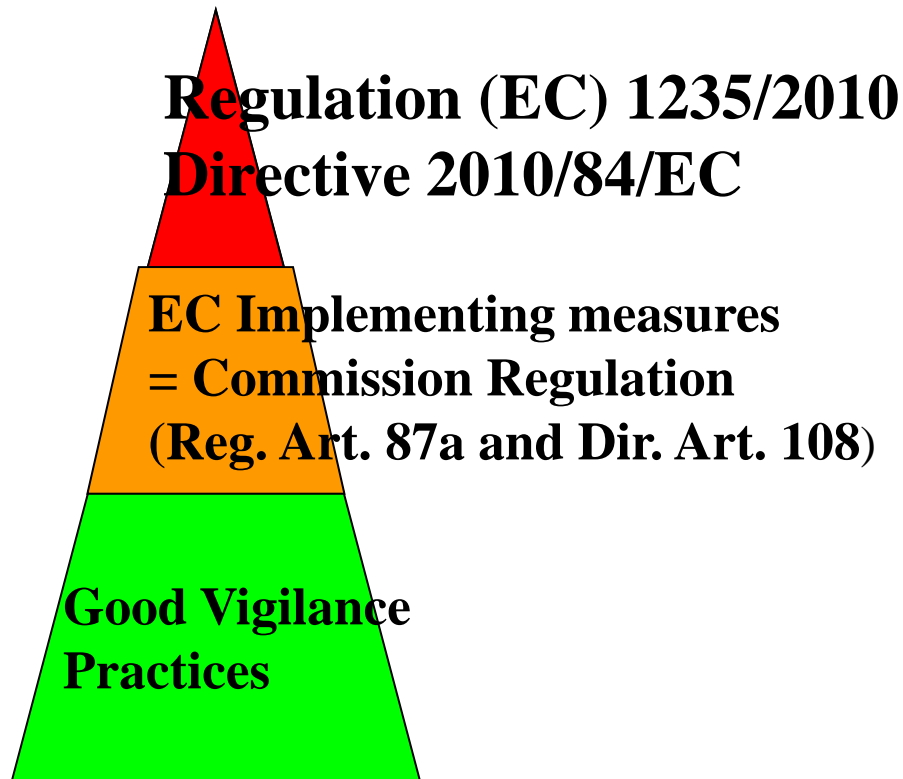 Regulation (EC) 1235/2010
Directive 2010/84/EC
EC Implementing measures
= Commission Regulation
(Reg. Art. 87a and Dir. Art. 108)
Good Vigilance
Practices